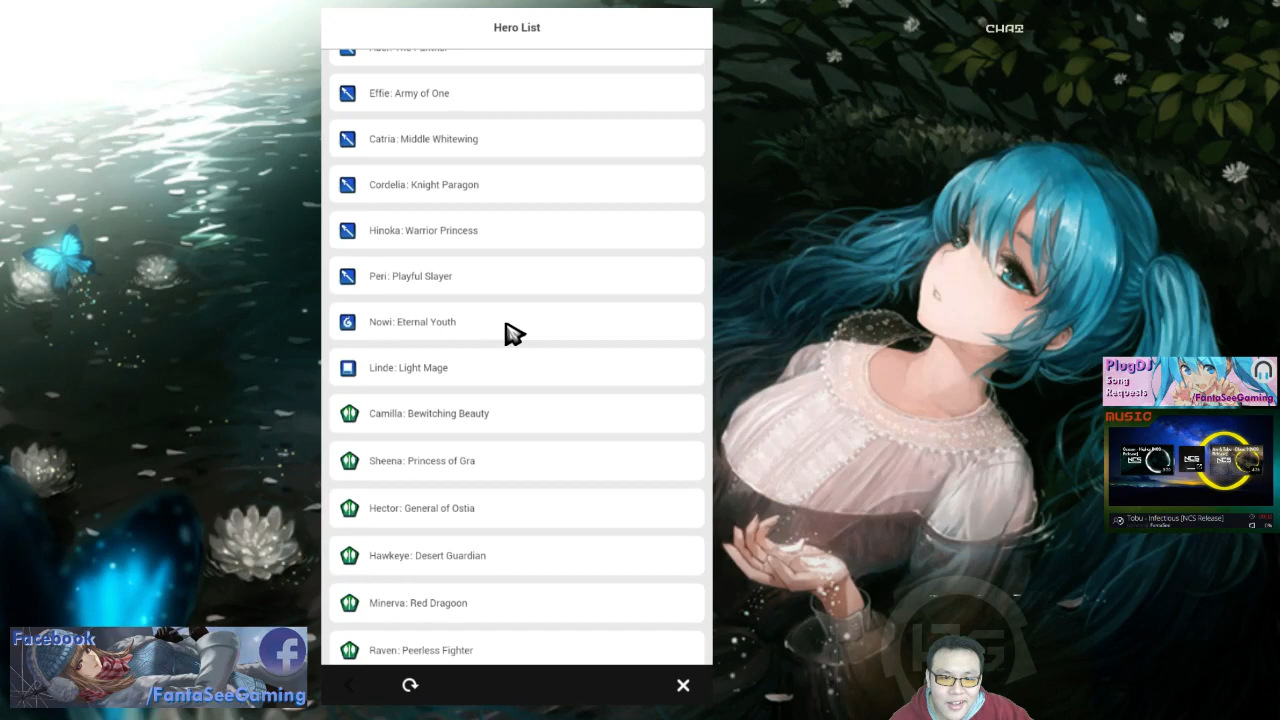 Hero List
Effie: Army of One
Catria: Middle Whitewing
Cordelia: Knight Paragon
Hinoka: Warrior Princess
Peri: Playful Slayer
Nowi: Eternal Youth
Linde: Light Mage
Camilla: Bewitching Beauty
Sheena: Princess of Gra
Hector: General of Ostia
Hawkeye: Desert Guardian
Minerva: Red Dragoon
Raven: Peerless Fighter
CHAT
PlugDJ
Song
Requests
/FantaSeeGaming
MUSIC
NCS
Tobu - Infectious [NCS Release]
Facebook
/FantaSeeGaming